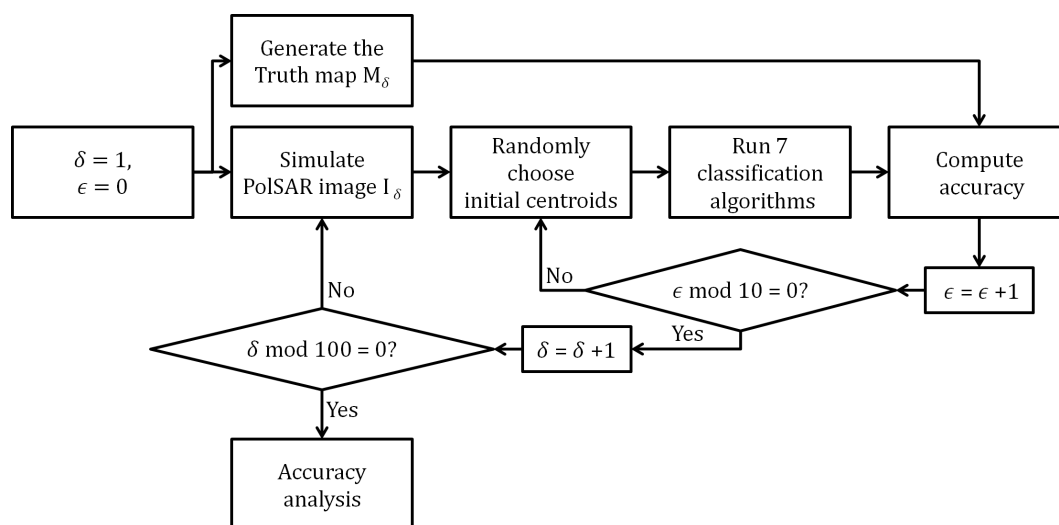 Generate the
Truth map M_δ
δ = 1,
ϵ = 0
Simulate
PolSAR image I_δ
Randomly
choose
initial centroids
Run 7
classification
algorithms
Compute
accuracy
ϵ = ϵ +1
ϵ mod 10 = 0?
No
Yes
δ = δ +1
δ mod 100 = 0?
No
Yes
Accuracy
analysis